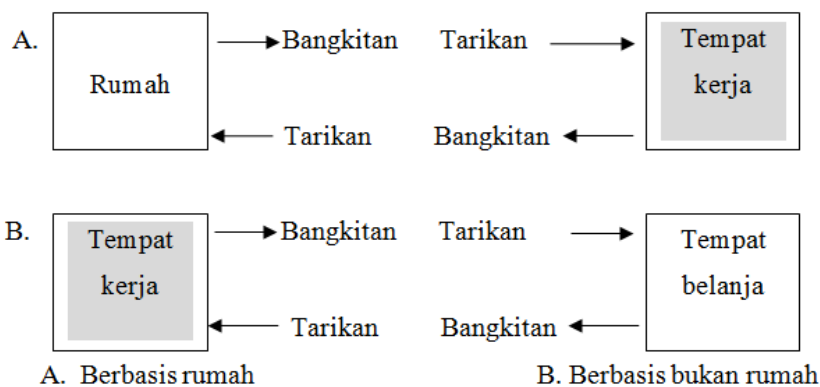 A.
Rumah
Bangkitan
Tarikan
Tarikan
Bangkitan
Tempat
kerja
B.
Tempat
kerja
Bangkitan
Tarikan
Tarikan
Bangkitan
Tempat
belanja
A. Berbasis rumah
B. Berbasis bukan rumah